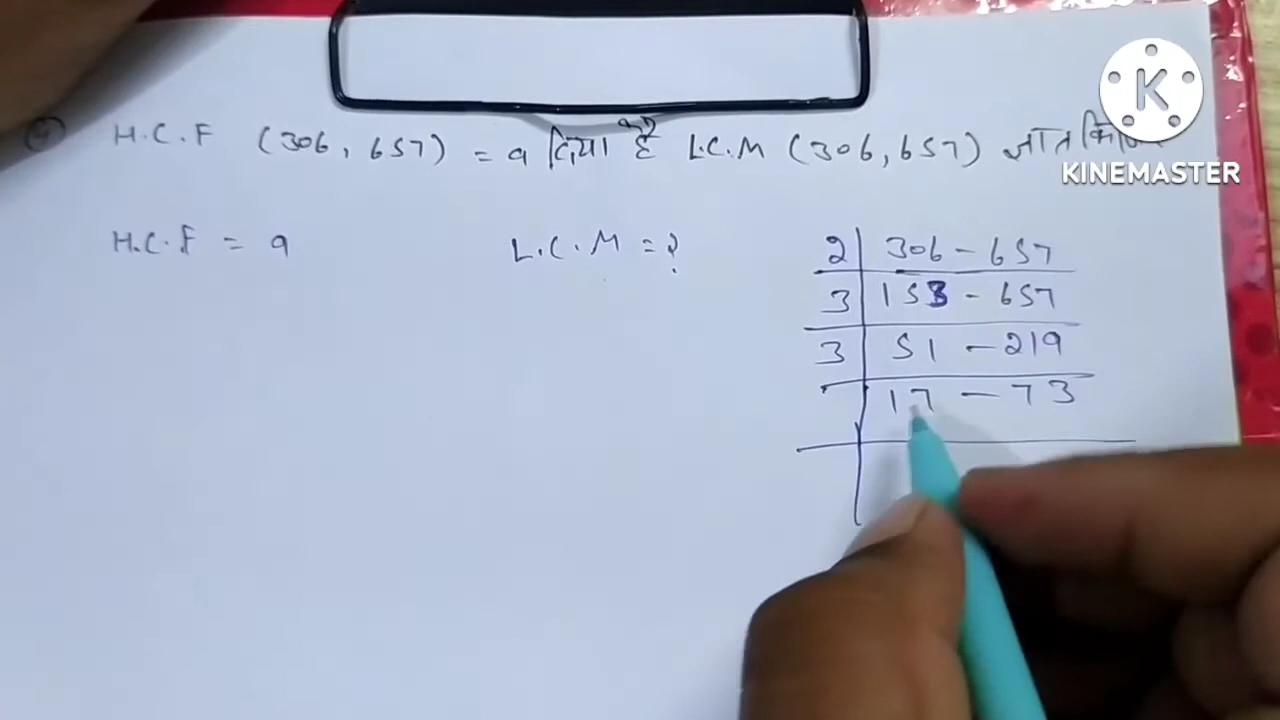 H.C.F (306, 657) = 9 दिया है L.C.M (306, 657) ज्ञात
H.C.F = 9
L.C.M = ?
2 306 - 657
3 153 - 657
3 51 - 219
17 - 73
K
KINEMASTER